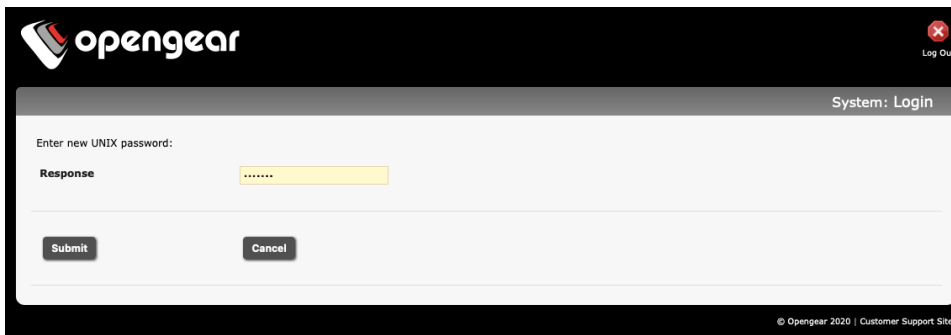 opengear
Log Ou
System: Login
Enter new UNIX password:
Response
.......
Submit
Cancel
© Opengear 2020 | Customer Support Site